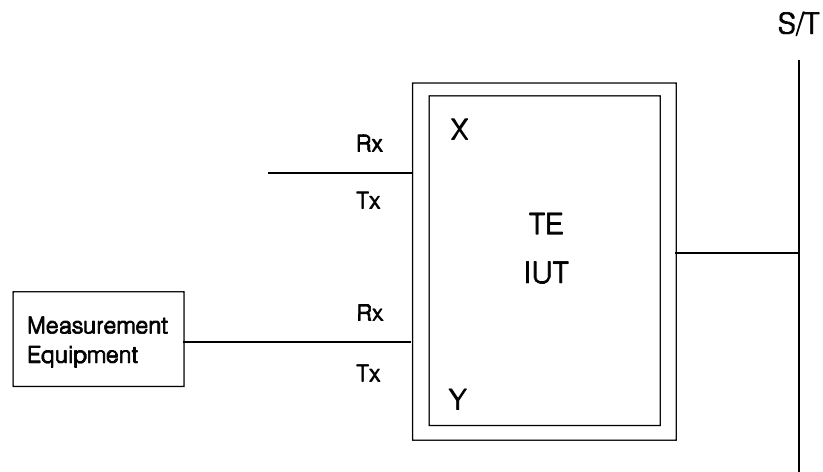 S/T
X
Rx
Tx
TE
IUT
Rx
Measurement
Equipment
Tx
Y